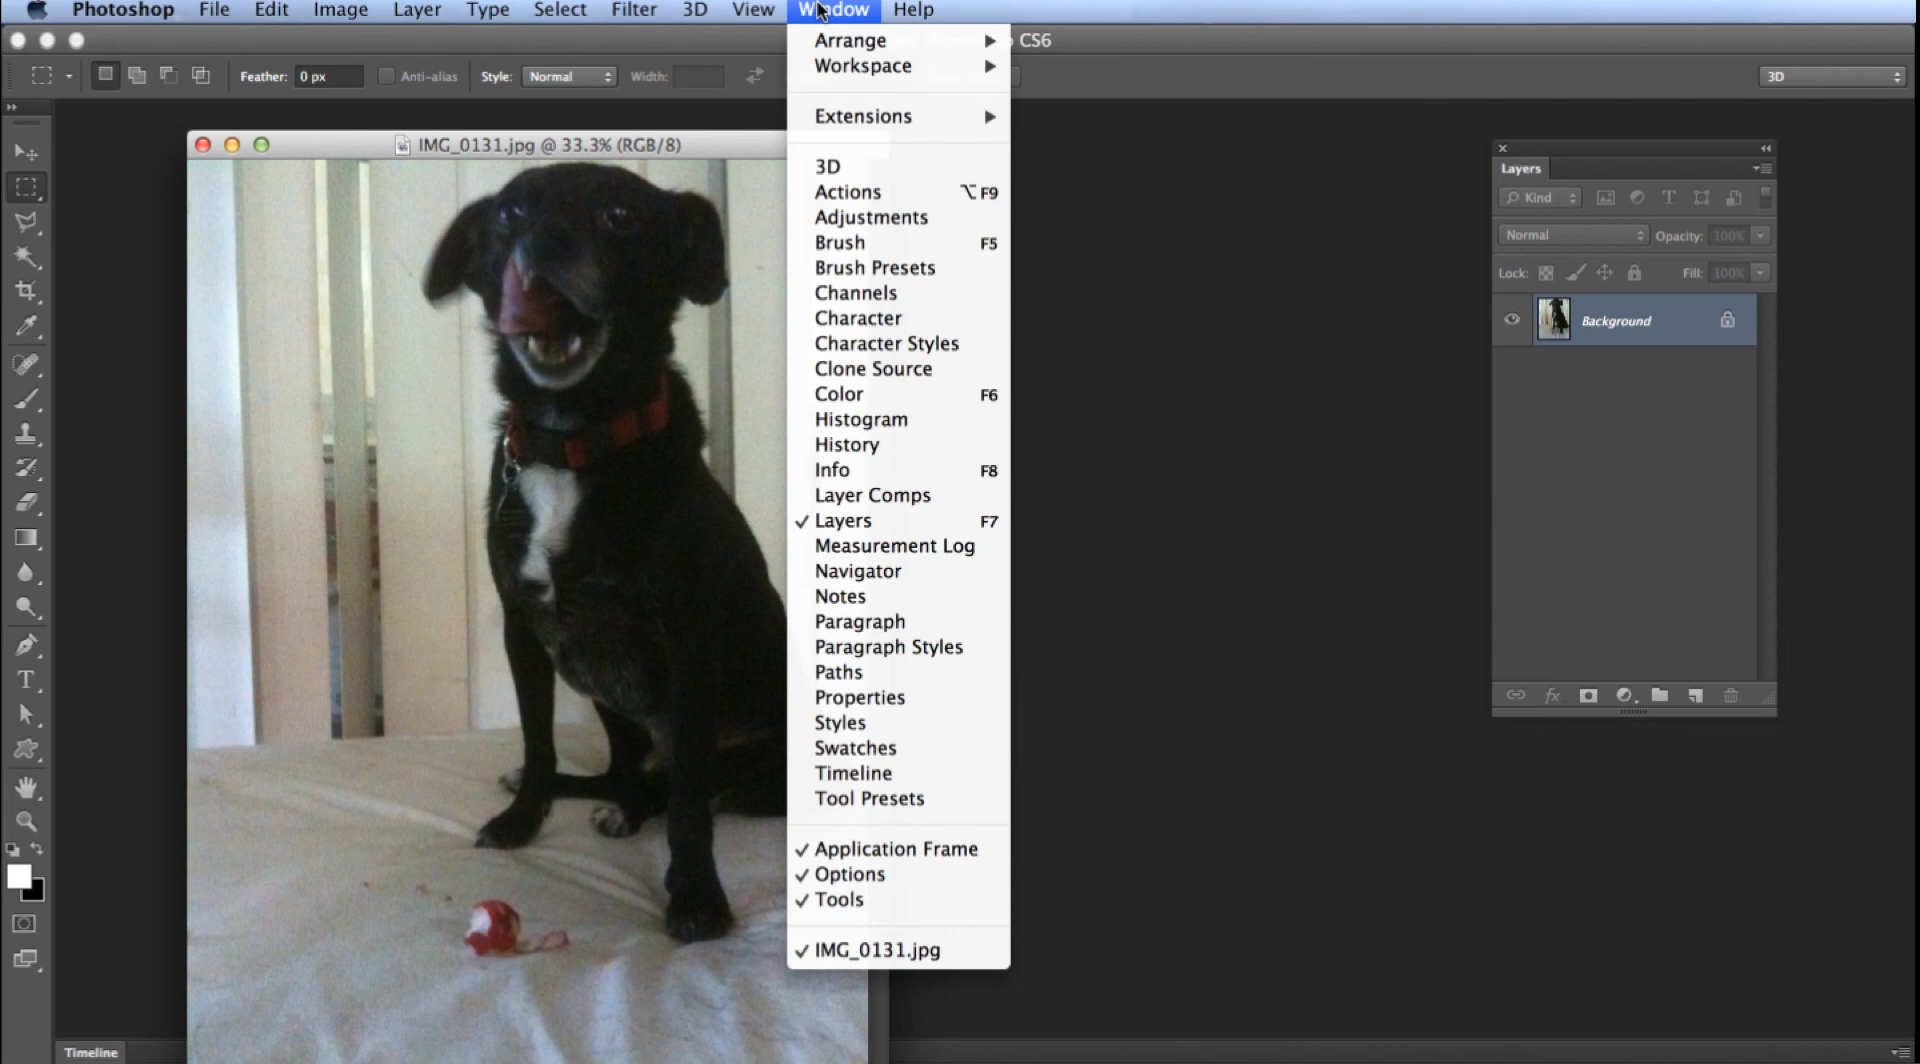 Photoshop File Edit Image Layer Type Select Filter 3D View Window Help
CS6
Feather: 0 px Anti-alias Style: Normal Width: 3D
IMG_0131.jpg @ 33.3% (RGB/8)
Arrange
Workspace
Extensions
3D
Actions ⌥F9
Adjustments
Brush F5
Brush Presets
Channels
Character
Character Styles
Clone Source
Color F6
Histogram
History
Info F8
Layer Comps
Layers F7
Measurement Log
Navigator
Notes
Paragraph
Paragraph Styles
Paths
Properties
Styles
Swatches
Timeline
Tool Presets
Application Frame
Options
Tools
IMG_0131.jpg
Layers
Kind
Normal Opacity: 100%
Lock: Fill: 100%
Background
Timeline